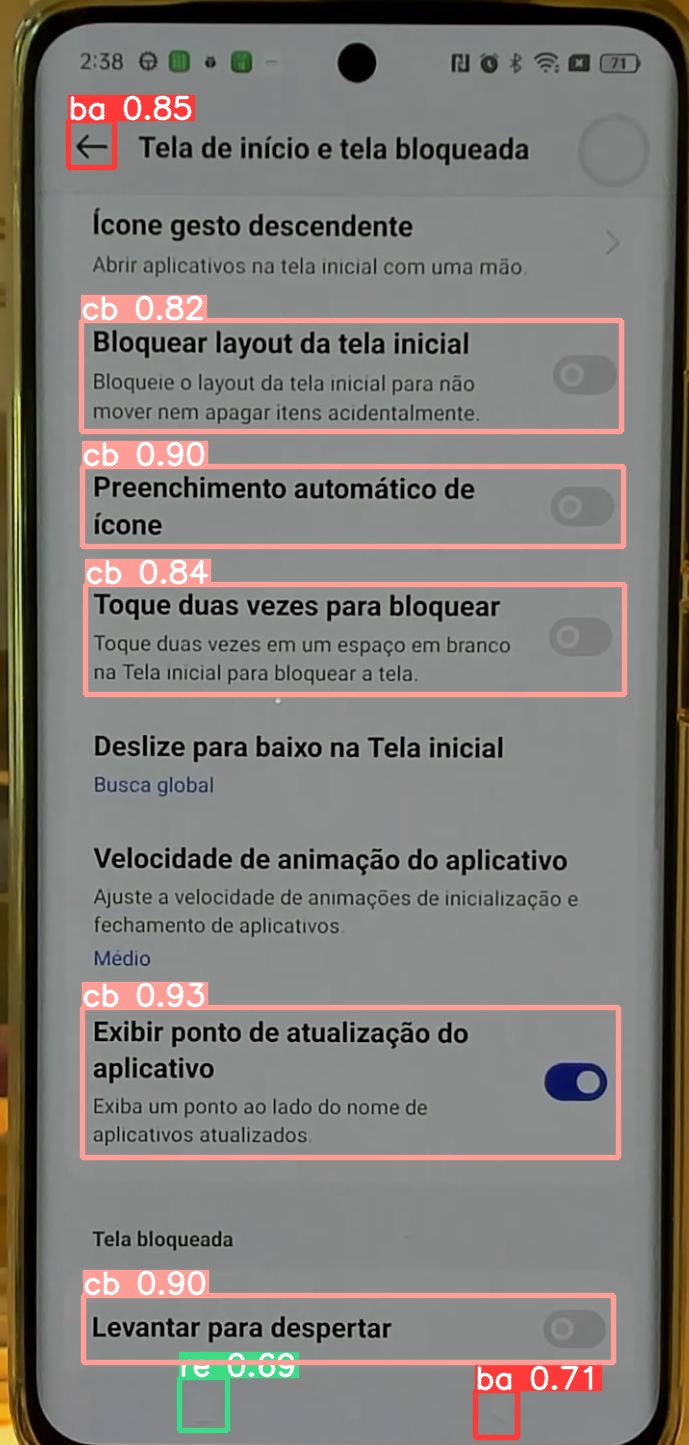 2:38
71
ba 0.85
Tela de início e tela bloqueada
Ícone gesto descendente
Abrir aplicativos na tela inicial com uma mão.
cb 0.82
Bloquear layout da tela inicial
Bloqueie o layout da tela inicial para não
mover nem apagar itens acidentalmente.
cb 0.90
Preenchimento automático de
ícone
cb 0.84
Toque duas vezes para bloquear
Toque duas vezes em um espaço em branco
na Tela inicial para bloquear a tela.
Deslize para baixo na Tela inicial
Busca global
Velocidade de animação do aplicativo
Ajuste a velocidade de animações de inicialização e
fechamento de aplicativos.
Médio
cb 0.93
Exibir ponto de atualização do
aplicativo
Exiba um ponto ao lado do nome de
aplicativos atualizados.
Tela bloqueada
cb 0.90
Levantar para despertar
re 0.69
ba 0.71